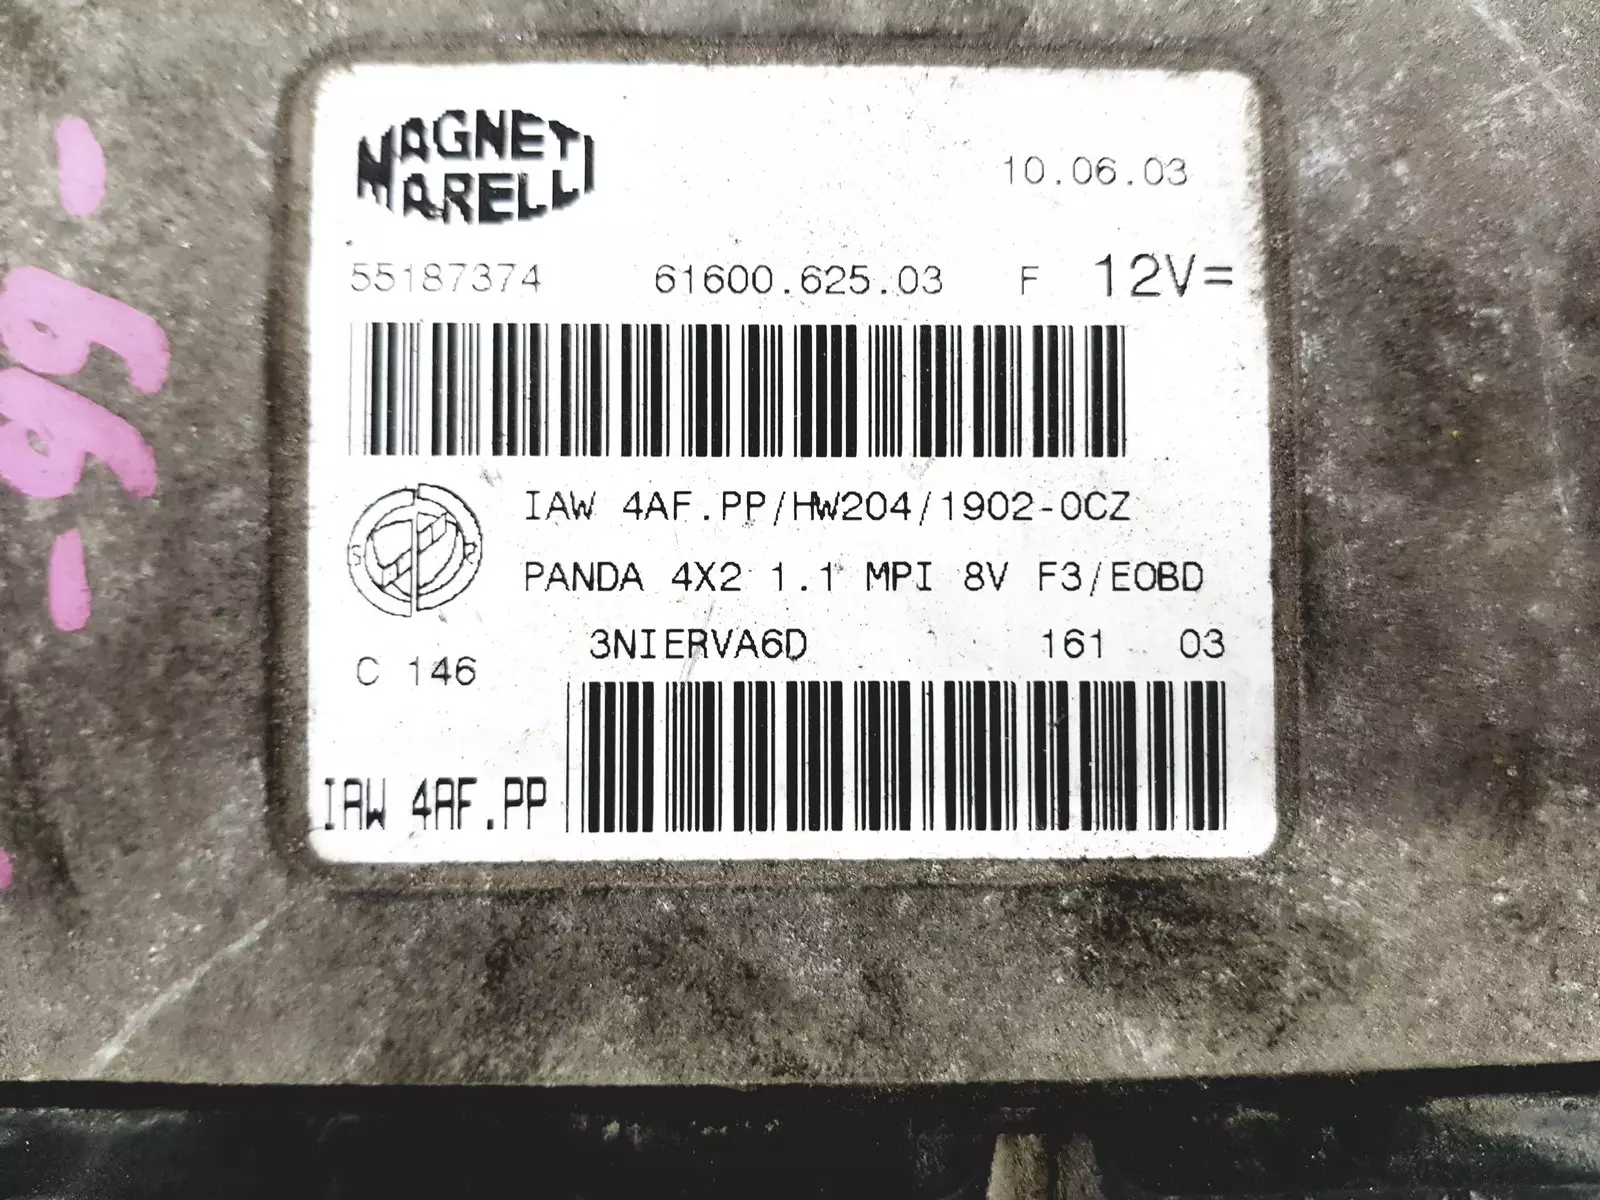 MAGNETI
MARELLI
10.06.03
55187374 61600.625.03 F 12V=
IAW 4AF.PP/HW204/1902-0CZ
S R
PANDA 4X2 1.1 MPI 8V F3/EOBD
3NIERVA6D 161 03
C 146
IAW 4AF.PP
-99-